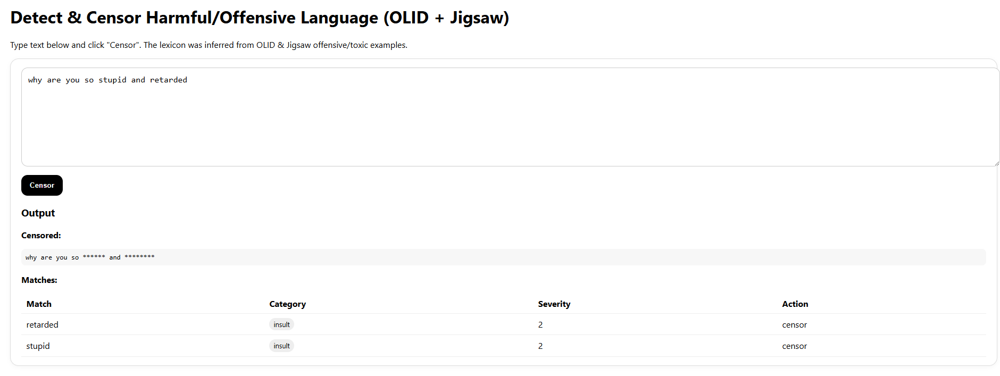 Detect & Censor Harmful/Offensive Language (OLID + Jigsaw)
Type text below and click "Censor". The lexicon was inferred from OLID & Jigsaw offensive/toxic examples.
why are you so stupid and retarded
Censor
Output
Censored:
why are you so ****** and ********
Matches:
Match Category Severity Action
retarded insult 2 censor
stupid insult 2 censor